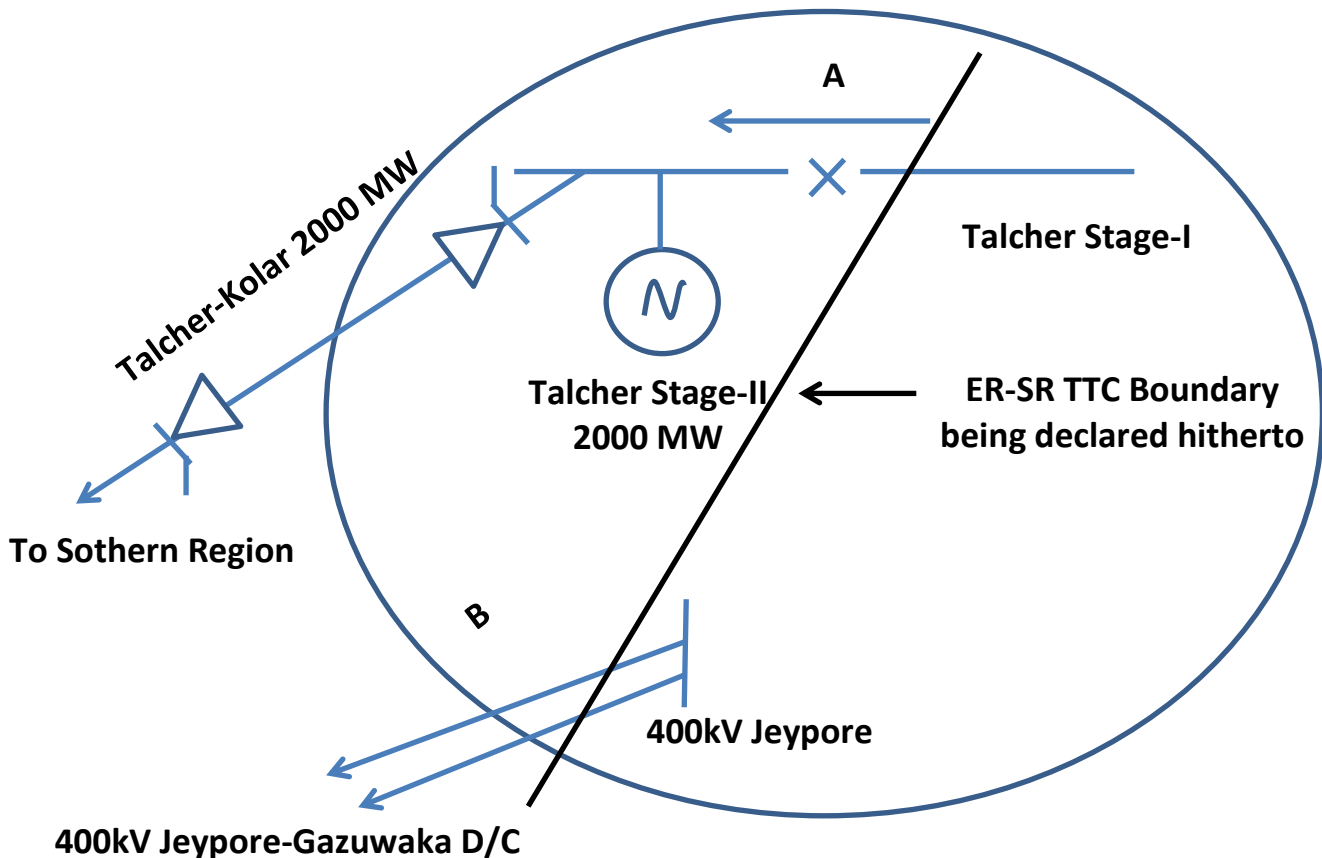 A
Talcher-Kolar 2000 MW
Talcher Stage-I
Talcher Stage-II
2000 MW
ER-SR TTC Boundary
being declared hitherto
To Sothern Region
B
400kV Jeypore
400kV Jeypore-Gazuwaka D/C